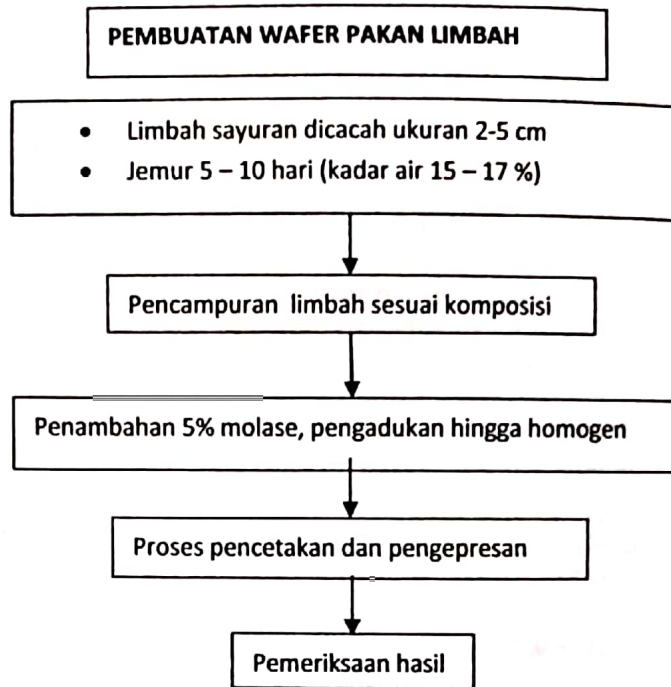 PEMBUATAN WAFER PAKAN LIMBAH
• Limbah sayuran dicacah ukuran 2-5 cm
• Jemur 5 – 10 hari (kadar air 15 – 17 %)
Pencampuran limbah sesuai komposisi
Penambahan 5% molase, pengadukan hingga homogen
Proses pencetakan dan pengepresan
Pemeriksaan hasil